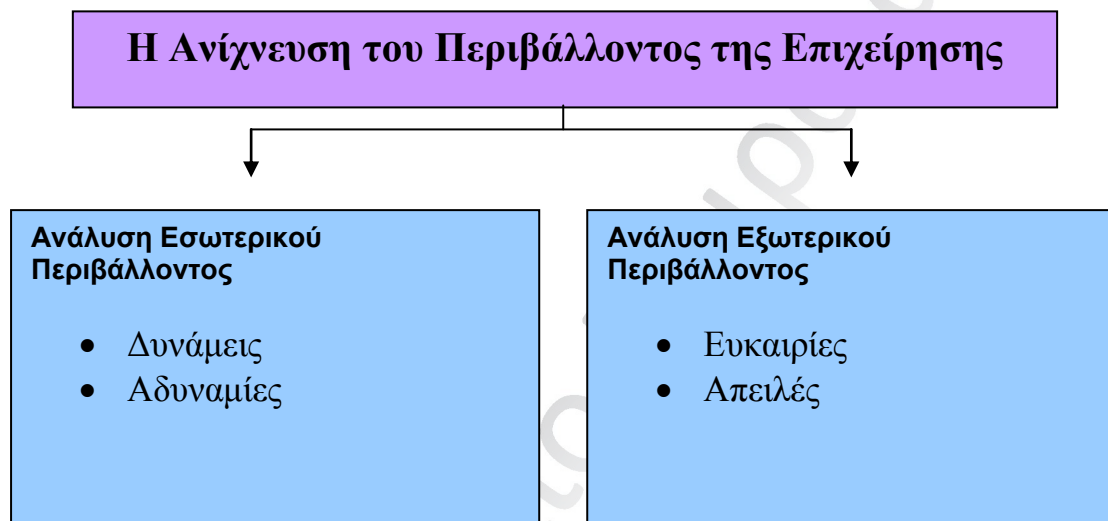 Η Ανίχνευση του Περιβάλλοντος της Επιχείρησης
Ανάλυση Εσωτερικού
Περιβάλλοντος
• Δυνάμεις
• Αδυναμίες
Ανάλυση Εξωτερικού
Περιβάλλοντος
• Ευκαιρίες
• Απειλές